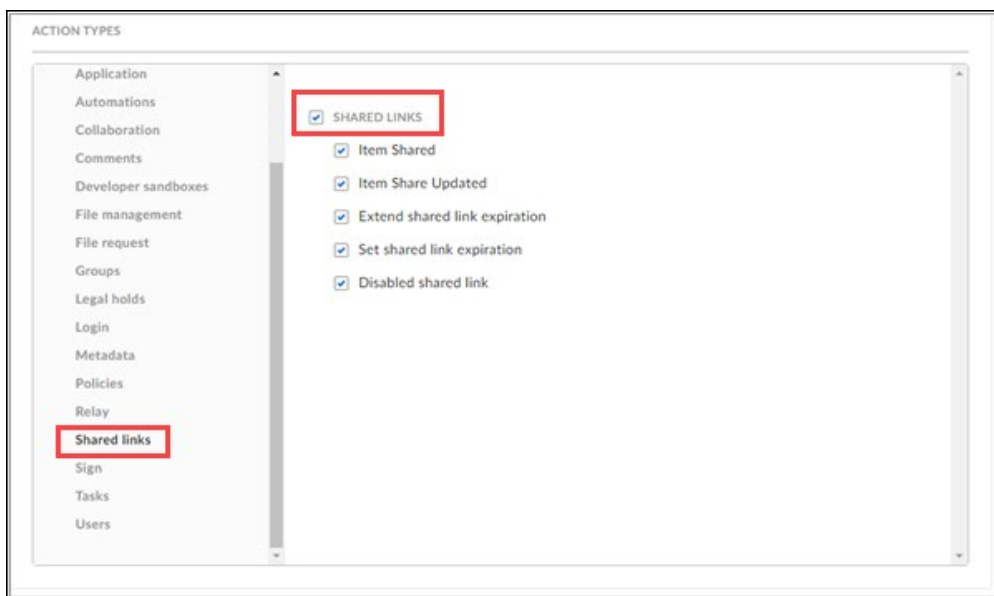 ACTION TYPES
Application
Automations
Collaboration
Comments
Developer sandboxes
File management
File request
Groups
Legal holds
Login
Metadata
Policies
Relay
Shared links
Sign
Tasks
Users
SHARED LINKS
Item Shared
Item Share Updated
Extend shared link expiration
Set shared link expiration
Disabled shared link